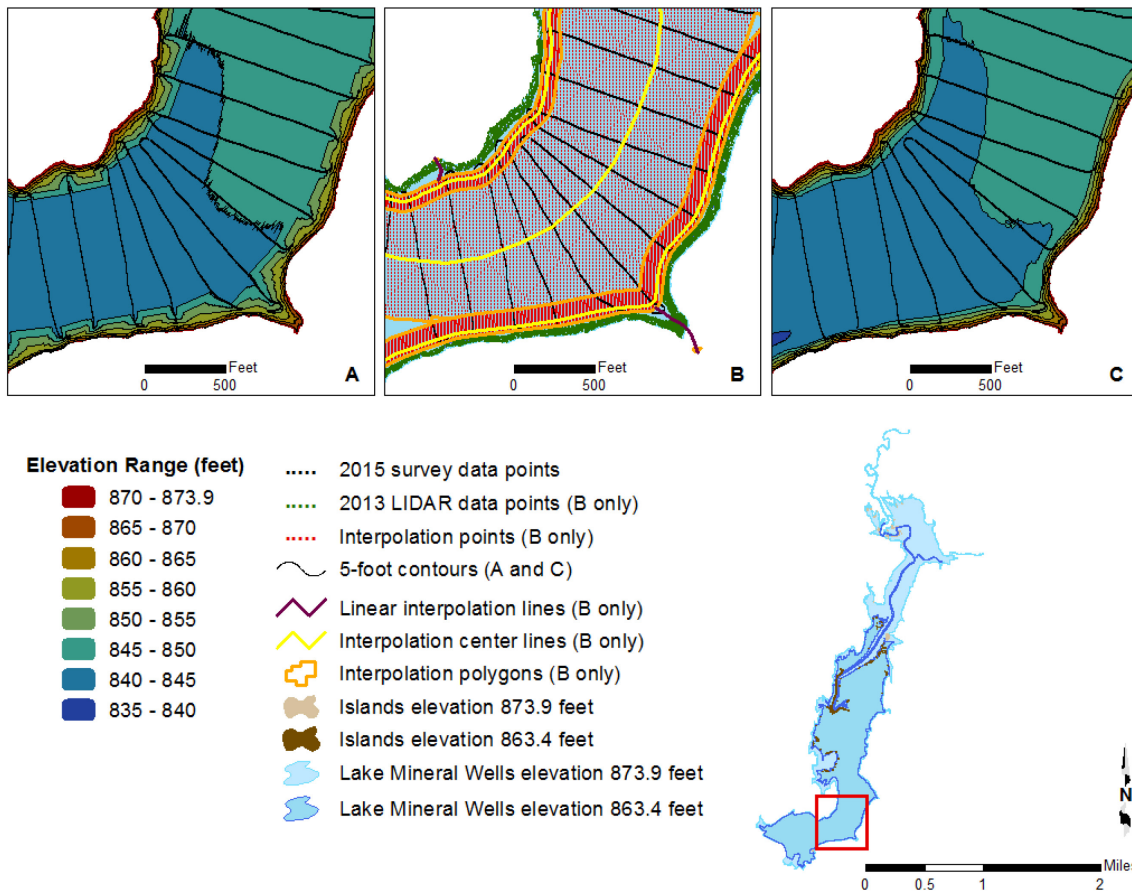 Feet
0 500
A
Feet
0 500
B
Feet
0 500
C
Elevation Range (feet)
870 - 873.9
865 - 870
860 - 865
855 - 860
850 - 855
845 - 850
840 - 845
835 - 840
2015 survey data points
2013 LIDAR data points (B only)
Interpolation points (B only)
5-foot contours (A and C)
Linear interpolation lines (B only)
Interpolation center lines (B only)
Interpolation polygons (B only)
Islands elevation 873.9 feet
Islands elevation 863.4 feet
Lake Mineral Wells elevation 873.9 feet
Lake Mineral Wells elevation 863.4 feet
N
Miles
0 0.5 1 2